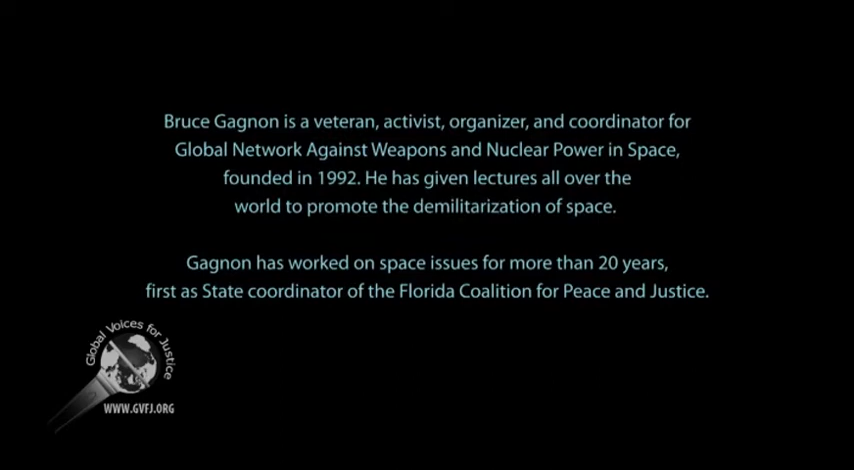 Bruce Gagnon is a veteran, activist, organizer, and coordinator for
Global Network Against Weapons and Nuclear Power in Space,
founded in 1992. He has given lectures all over the
world to promote the demilitarization of space.
Gagnon has worked on space issues for more than 20 years,
first as State coordinator of the Florida Coalition for Peace and Justice.
Global Voices for Justice
WWW.GVFJ.ORG